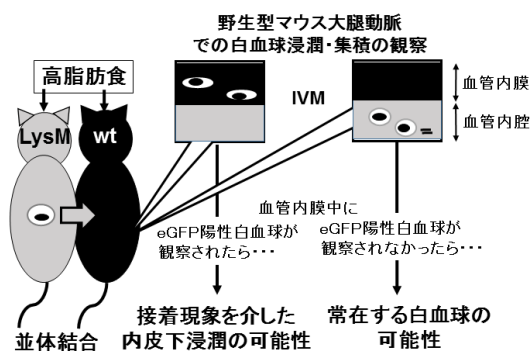 野生型マウス大腿動脈
での白血球浸潤・集積の観察
高脂肪食
LysM
wt
IVM
血管内膜
血管内腔
血管内膜中に
eGFP陽性白血球が
観察されたら・・・
eGFP陽性白血球が
観察されなかったら・・・
並体結合
接着現象を介した
内皮下浸潤の可能性
常在する白血球の
可能性